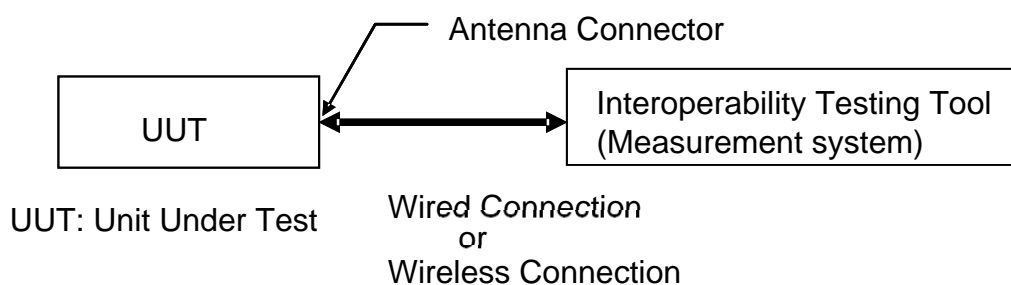 Antenna Connector
UUT
Interoperability Testing Tool
(Measurement system)
UUT: Unit Under Test
Wired Connection
or
Wireless Connection